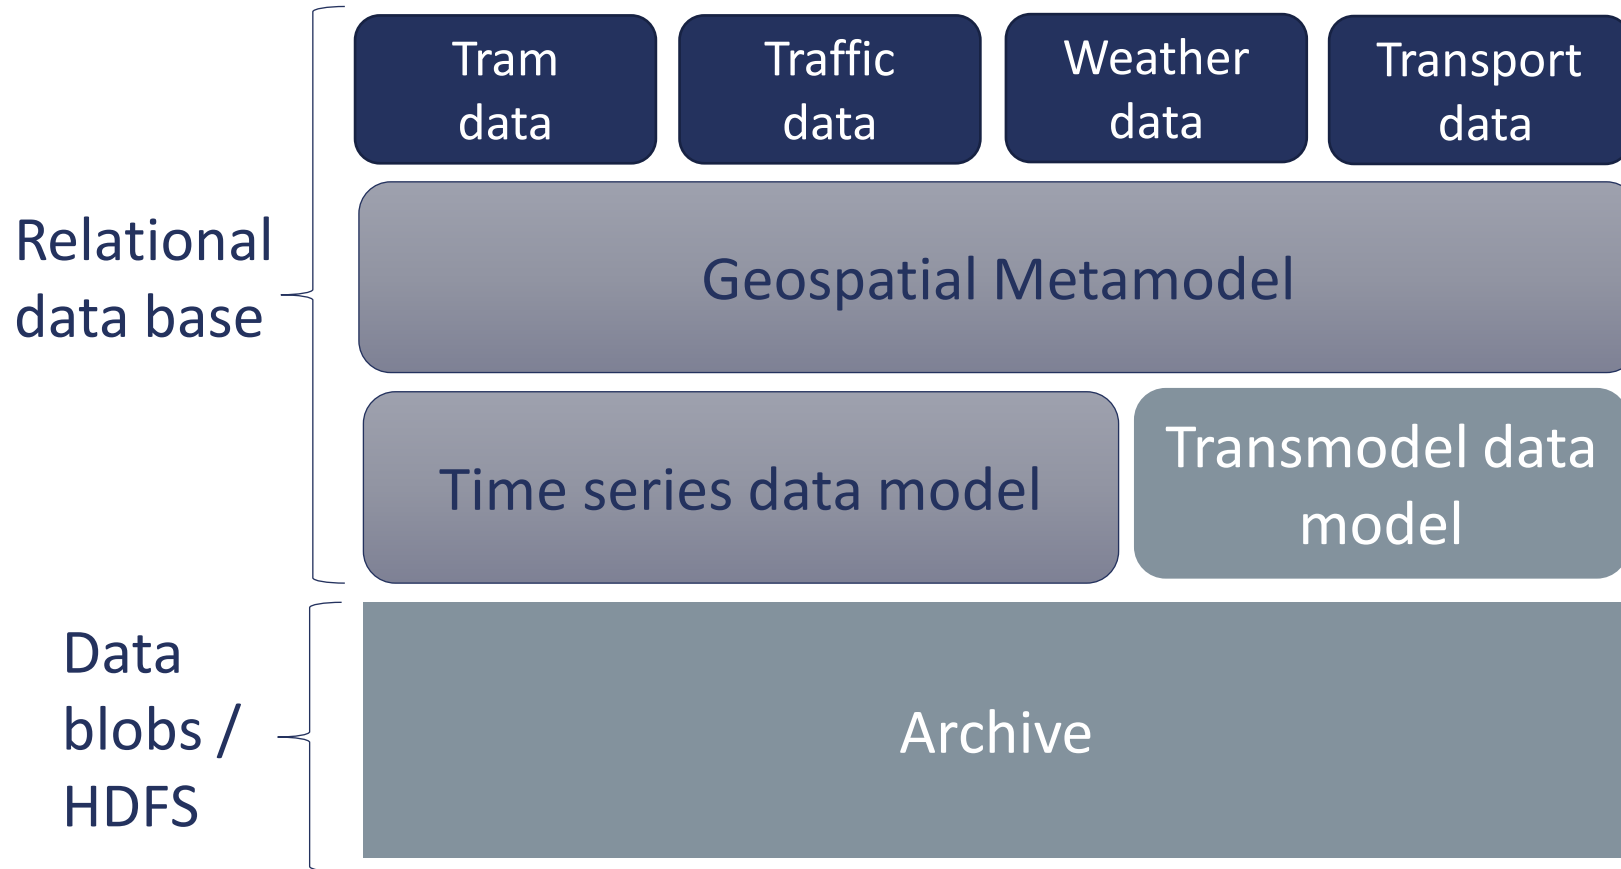 Tram
data
Traffic
data
Weather
data
Transport
data
Relational
data base
Geospatial Metamodel
Time series data model
Transmodel data
model
Data
blobs /
HDFS
Archive